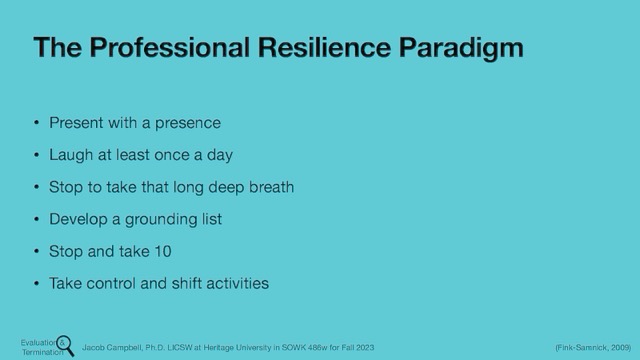 The Professional Resilience Paradigm
• Present with a presence
• Laugh at least once a day
• Stop to take that long deep breath
• Develop a grounding list
• Stop and take 10
• Take control and shift activities
Evaluation &
Termination
Jacob Campbell, Ph.D. LICSW at Heritage University in SOWK 486w for Fall 2023
(Fink-Samnick, 2009)